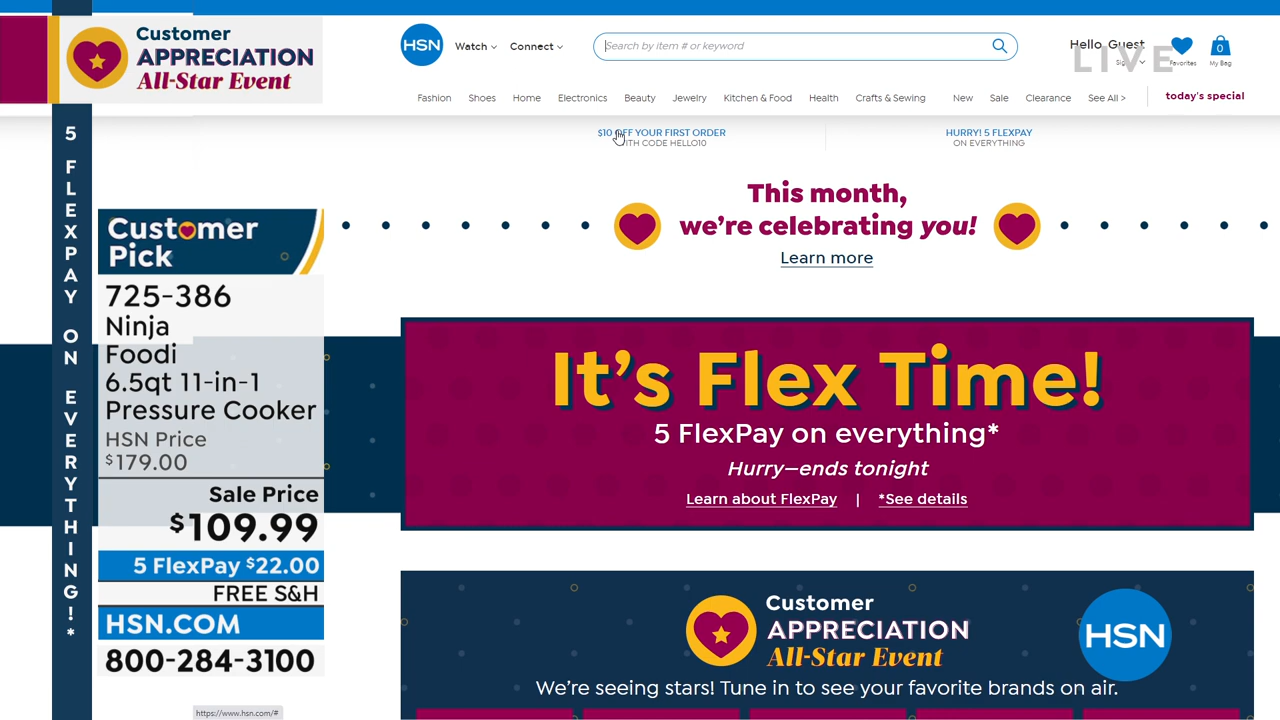 Customer
APPRECIATION
All-Star Event
HSN
Watch
Connect
Search by item # or keyword
Hello, Guest
LIVE
Favorites
0
My Bag
Fashion
Shoes
Home
Electronics
Beauty
Jewelry
Kitchen & Food
Health
Crafts & Sewing
New
Sale
Clearance
See All >
today's special
$10 OFF YOUR FIRST ORDER
WITH CODE HELLO10
HURRY! 5 FLEXPAY
ON EVERYTHING
5 FLEXPAY ON EVERYTHING!*
This month,
we're celebrating you!
Learn more
Customer
Pick
725-386
Ninja
Foodi
6.5qt 11-in-1
Pressure Cooker
HSN Price
$179.00
Sale Price
$109.99
5 FlexPay $22.00
FREE S&H
HSN.COM
800-284-3100
It's Flex Time!
5 FlexPay on everything*
Hurry—ends tonight
Learn about FlexPay | *See details
Customer
APPRECIATION
All-Star Event
HSN
We're seeing stars! Tune in to see your favorite brands on air.
https://www.hsn.com/#